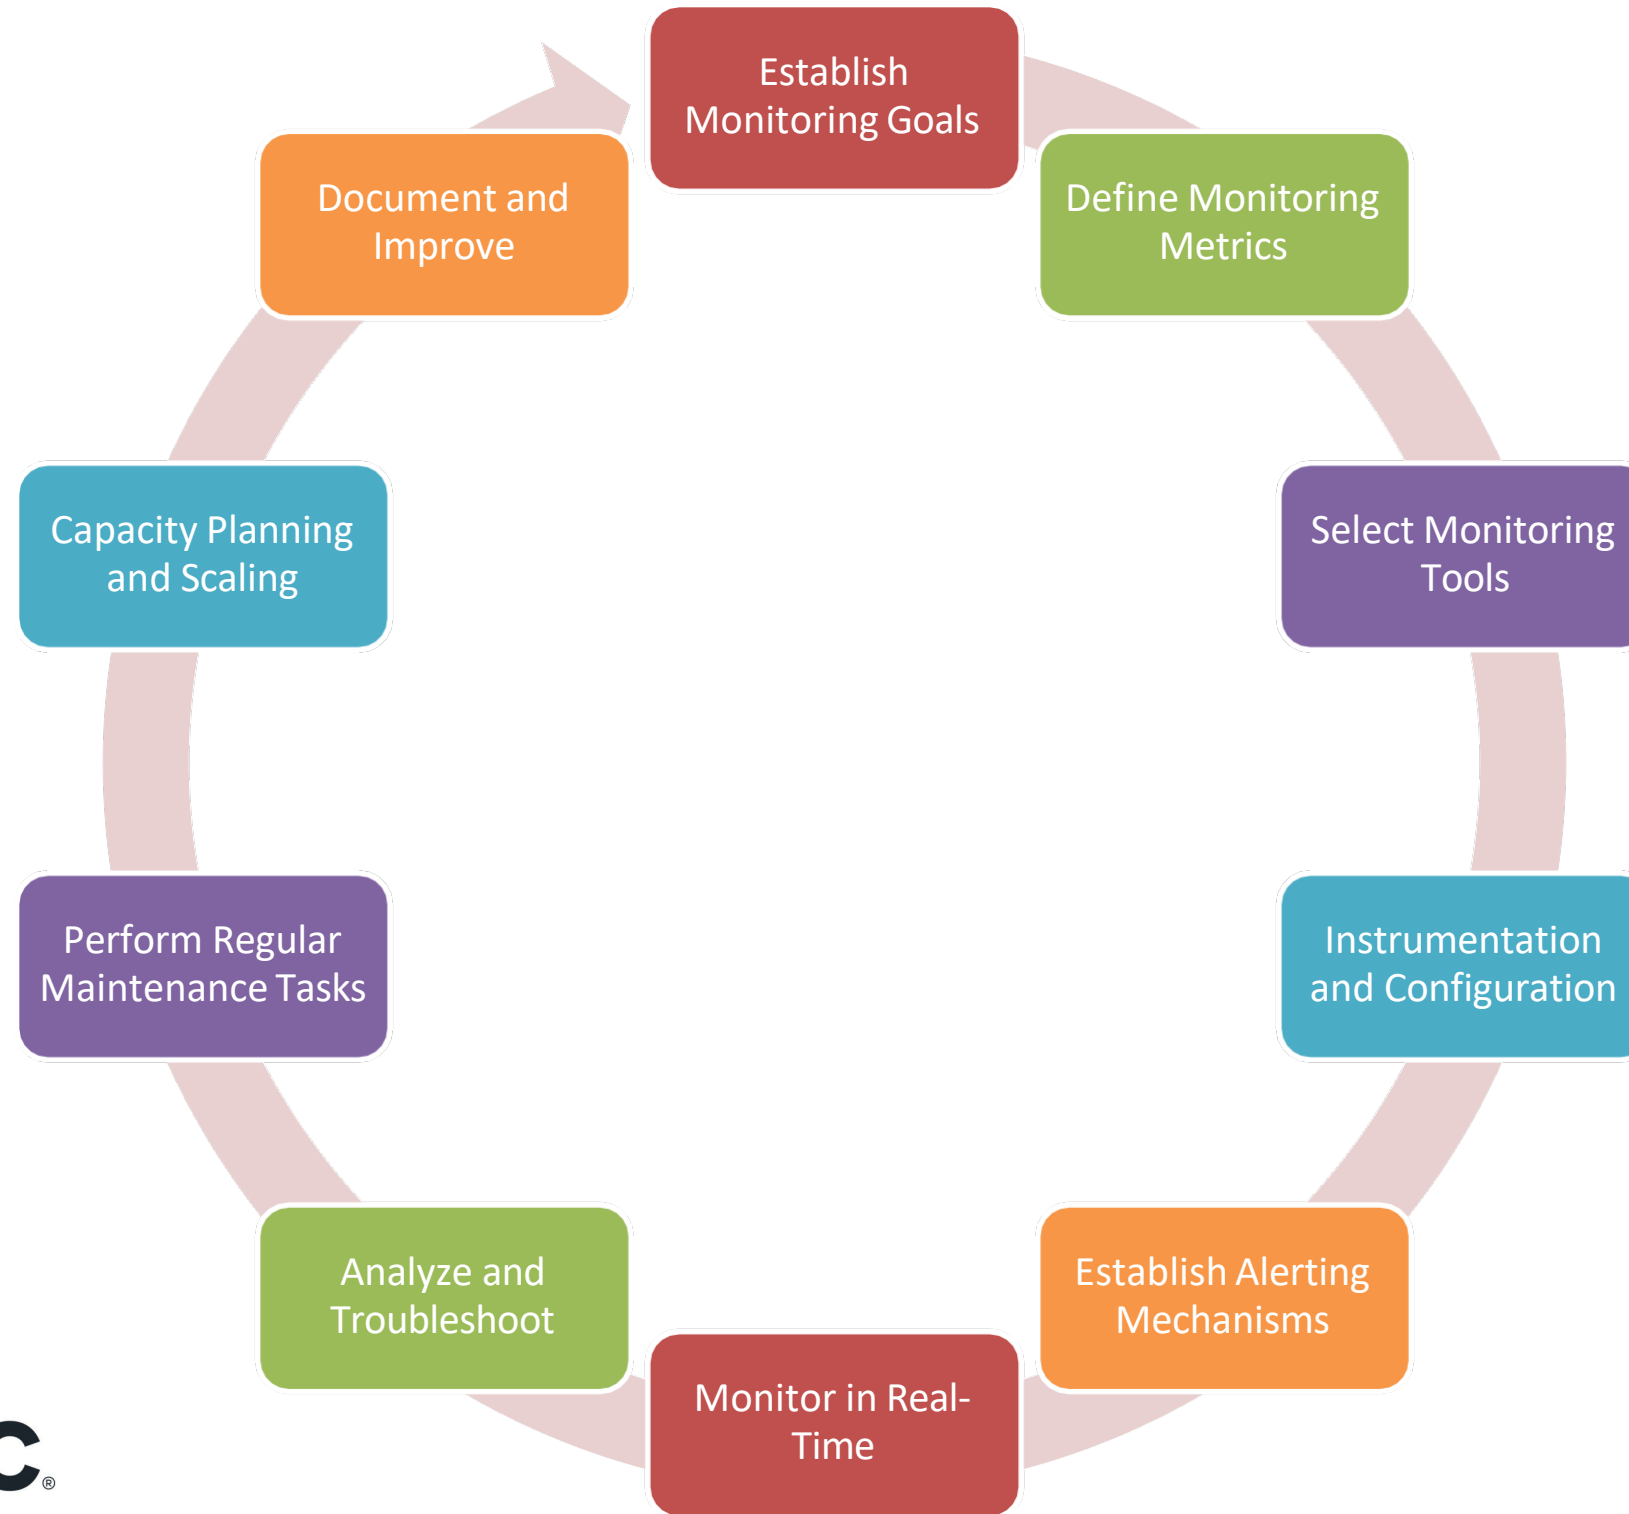 Establish
Monitoring Goals
Define Monitoring
Metrics
Select Monitoring
Tools
Instrumentation
and Configuration
Establish Alerting
Mechanisms
Monitor in Real-
Time
Analyze and
Troubleshoot
Perform Regular
Maintenance Tasks
Capacity Planning
and Scaling
Document and
Improve
C.®